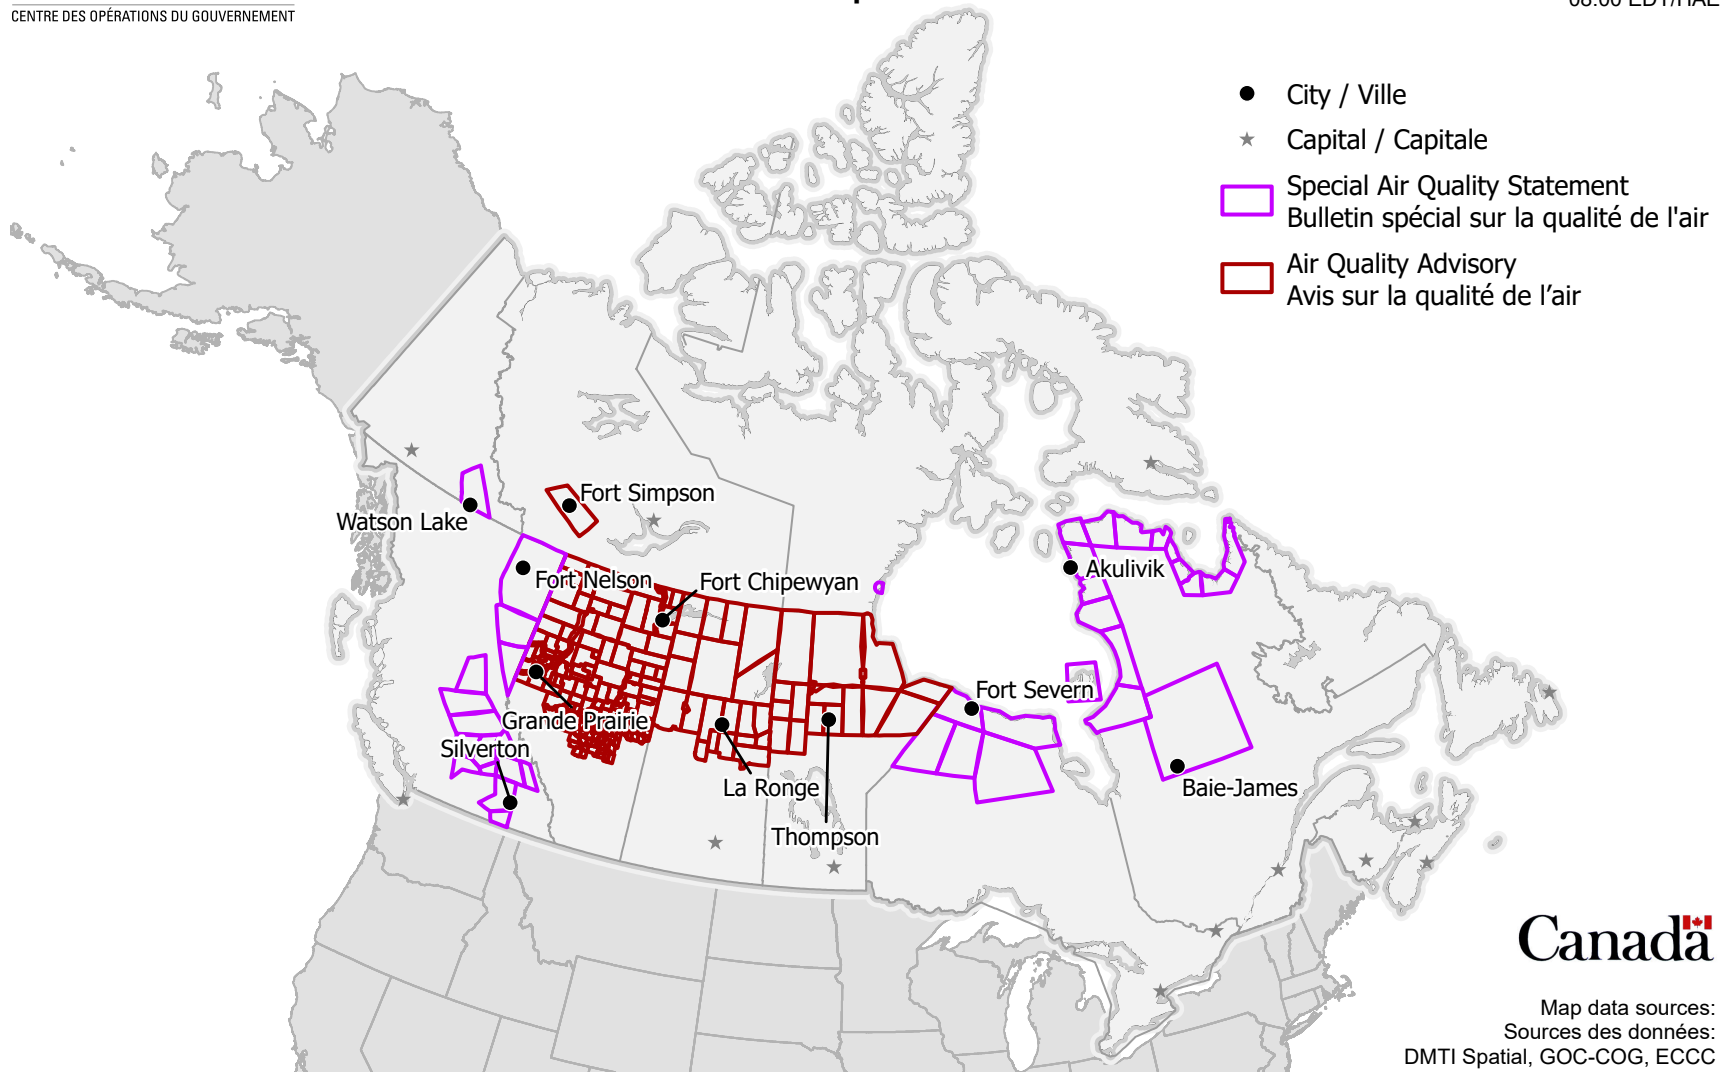 CENTRE DES OPÉRATIONS DU GOUVERNEMENT
City / Ville
Capital / Capitale
Special Air Quality Statement
Bulletin spécial sur la qualité de l'air
Air Quality Advisory
Avis sur la qualité de l’air
Fort Simpson
Watson Lake
Fort Nelson
Fort Chipewyan
Akulivik
Fort Severn
Grande Prairie
Silverton
La Ronge
Baie-James
Thompson
Canada
Map data sources:
Sources des données:
DMTI Spatial, GOC-COG, ECCC